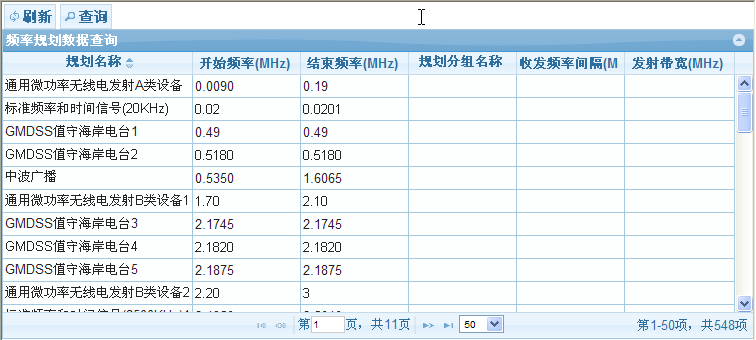 刷新 查询
频率规划数据查询
规划名称 开始频率(MHz) 结束频率(MHz) 规划分组名称 收发频率间隔(M 发射带宽(MHz)
通用微功率无线电发射A类设备 0.0090 0.19
标准频率和时间信号(20KHz) 0.02 0.0201
GMDSS值守海岸电台1 0.49 0.49
GMDSS值守海岸电台2 0.5180 0.5180
中波广播 0.5350 1.6065
通用微功率无线电发射B类设备1 1.70 2.10
GMDSS值守海岸电台3 2.1745 2.1745
GMDSS值守海岸电台4 2.1820 2.1820
GMDSS值守海岸电台5 2.1875 2.1875
通用微功率无线电发射B类设备2 2.20 3
第1页，共11页 50 第1-50项，共548项